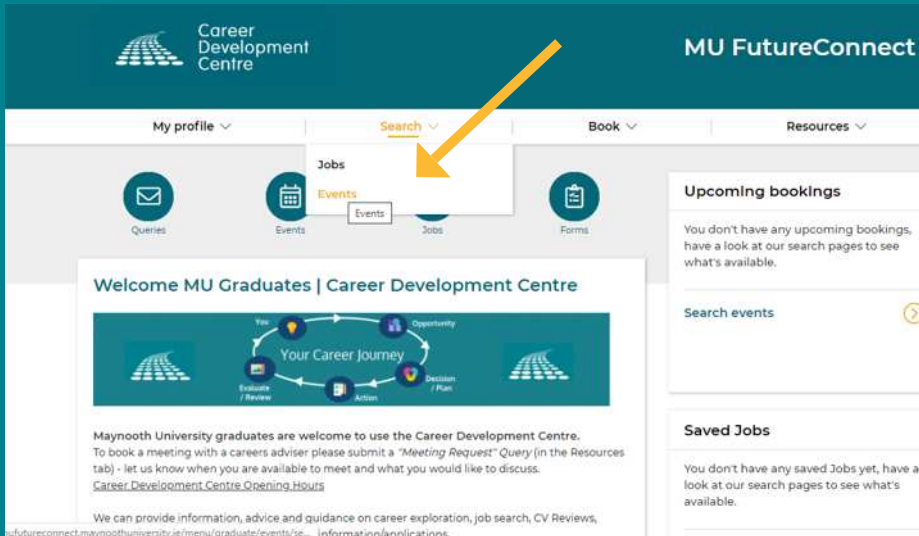 Career
Development
Centre
MU FutureConnect
My profile
Search
Book
Resources
Jobs
Events
Events
Queries
Events
Jobs
Forms
Welcome MU Graduates | Career Development Centre
You
Opportunity
Your Career Journey
Decision
/ Plan
Action
Evaluate
/ Review
Maynooth University graduates are welcome to use the Career Development Centre.
To book a meeting with a careers adviser please submit a "Meeting Request" Query (in the Resources
tab) - let us know when you are available to meet and what you would like to discuss.
Career Development Centre Opening Hours
We can provide information, advice and guidance on career exploration, job search, CV Reviews,
information/applications
mufutureconnect.maynoothuniversity.ie/menu/graduate/events/se...
Upcoming bookings
You don't have any upcoming bookings,
have a look at our search pages to see
what's available.
Search events
Saved Jobs
You don't have any saved Jobs yet, have a
look at our search pages to see what's
available.